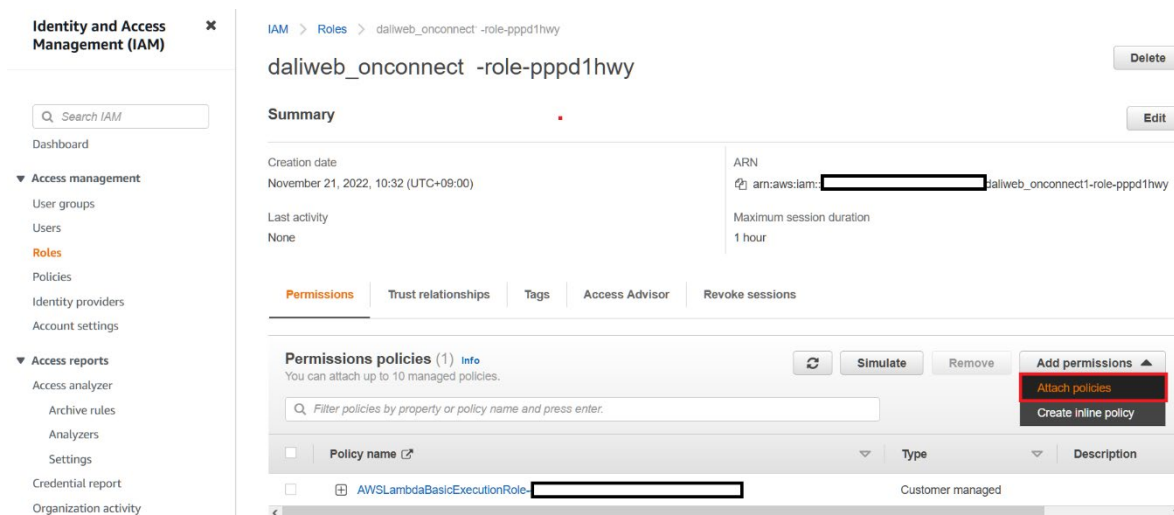 Identity and Access
Management (IAM)
Search IAM
Dashboard
Access management
User groups
Users
Roles
Policies
Identity providers
Account settings
Access reports
Access analyzer
Archive rules
Analyzers
Settings
Credential report
Organization activity
IAM > Roles > daliweb_onconnect -role-pppd1hwy
daliweb_onconnect -role-pppd1hwy
Delete
Summary
Edit
Creation date
November 21, 2022, 10:32 (UTC+09:00)
ARN
arn:aws:iam:: daliweb_onconnect1-role-pppd1hwy
Last activity
None
Maximum session duration
1 hour
Permissions Trust relationships Tags Access Advisor Revoke sessions
Permissions policies (1) Info
You can attach up to 10 managed policies.
Simulate Remove Add permissions
Attach policies
Create inline policy
Filter policies by property or policy name and press enter.
Policy name Type Description
AWSLambdaBasicExecutionRole- Customer managed